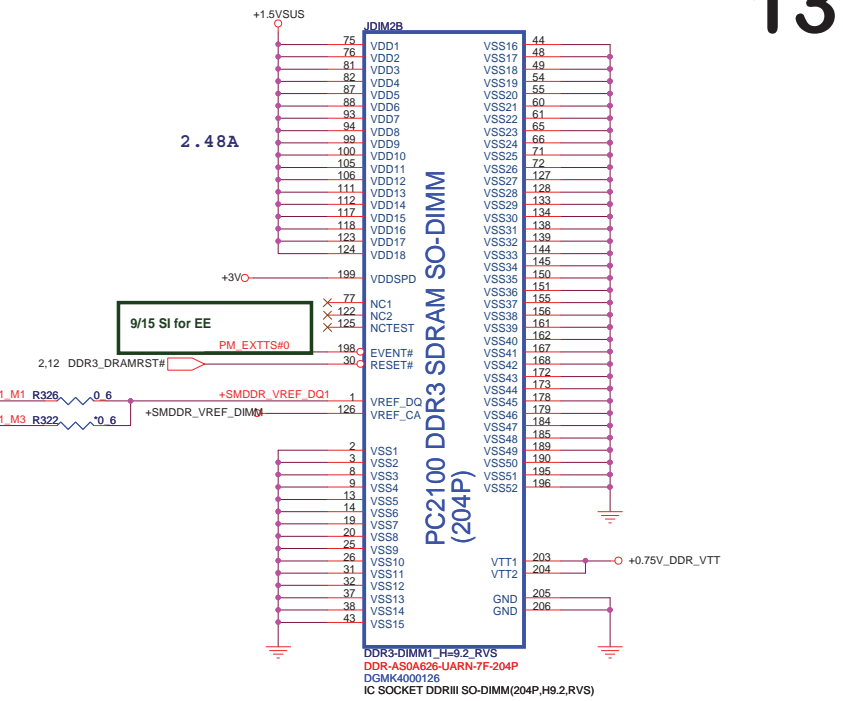 13
+1.5VSUS
JDIM2B
75 VDD1 VSS16 44
76 VDD2 VSS17 48
81 VDD3 VSS18 49
82 VDD4 VSS19 54
87 VDD5 VSS20 55
88 VDD6 VSS21 60
93 VDD7 VSS22 61
94 VDD8 VSS23 65
2.48A
99 VDD9 VSS24 66
100 VDD10 VSS25 71
105 VDD11 VSS26 72
106 VDD12 VSS27 127
111 VDD13 VSS28 128
112 VDD14 VSS29 133
117 VDD15 VSS30 134
118 VDD16 VSS31 138
123 VDD17 VSS32 139
124 VDD18 VSS33 144
VSS34 145
+3V 199 VDDSPD VSS35 150
VSS36 151
77 NC1 VSS37 155
122 NC2 VSS38 156
125 NCTEST VSS39 161
9/15 SI for EE
VSS40 162
PM_EXTTS#0 198 EVENT# VSS41 167
2,12 DDR3_DRAMRST# 30 RESET# VSS42 168
VSS43 172
VSS44 173
1_M1 R326 0_6 +SMDDR_VREF_DQ1 1 VREF_DQ VSS45 178
+SMDDR_VREF_DIMM 126 VREF_CA VSS46 179
1_M3 R322 *0_6
VSS47 184
VSS48 185
2 VSS1 VSS49 189
3 VSS2 VSS50 190
8 VSS3 VSS51 195
9 VSS4 VSS52 196
13 VSS5
14 VSS6
19 VSS7
20 VSS8
25 VSS9
26 VSS10 VTT1 203 +0.75V_DDR_VTT
31 VSS11 VTT2 204
32 VSS12
37 VSS13 GND 205
38 VSS14 GND 206
43 VSS15
PC2100 DDR3 SDRAM SO-DIMM
(204P)
DDR3-DIMM1_H=9.2_RVS
DDR-AS0A626-UARN-7F-204P
DGMK4000126
IC SOCKET DDRIII SO-DIMM(204P,H9.2,RVS)